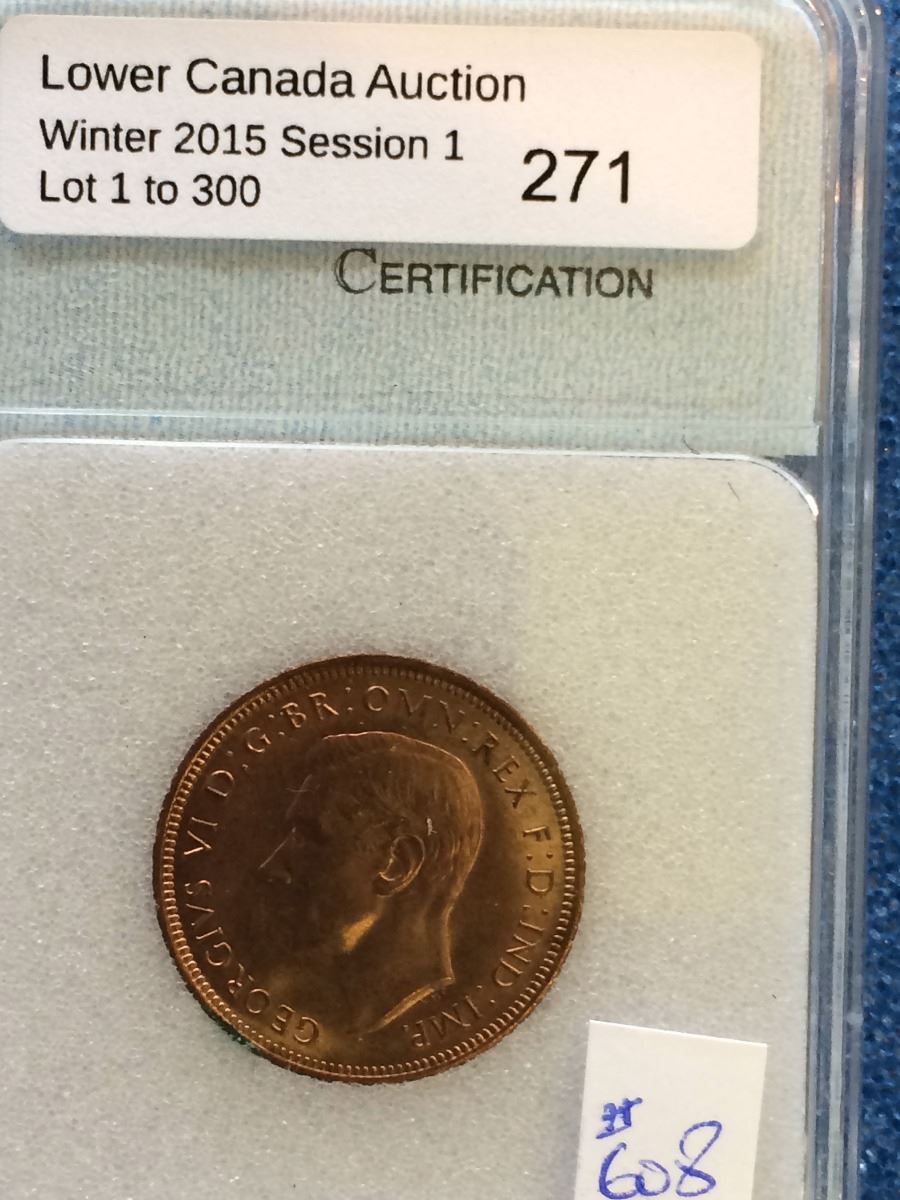 Lower Canada Auction
Winter 2015 Session 1
Lot 1 to 300
271
CERTIFICATION
GEORGIVS VI D:G:BR:OMN:REX F:D:IND:IMP.
#
608